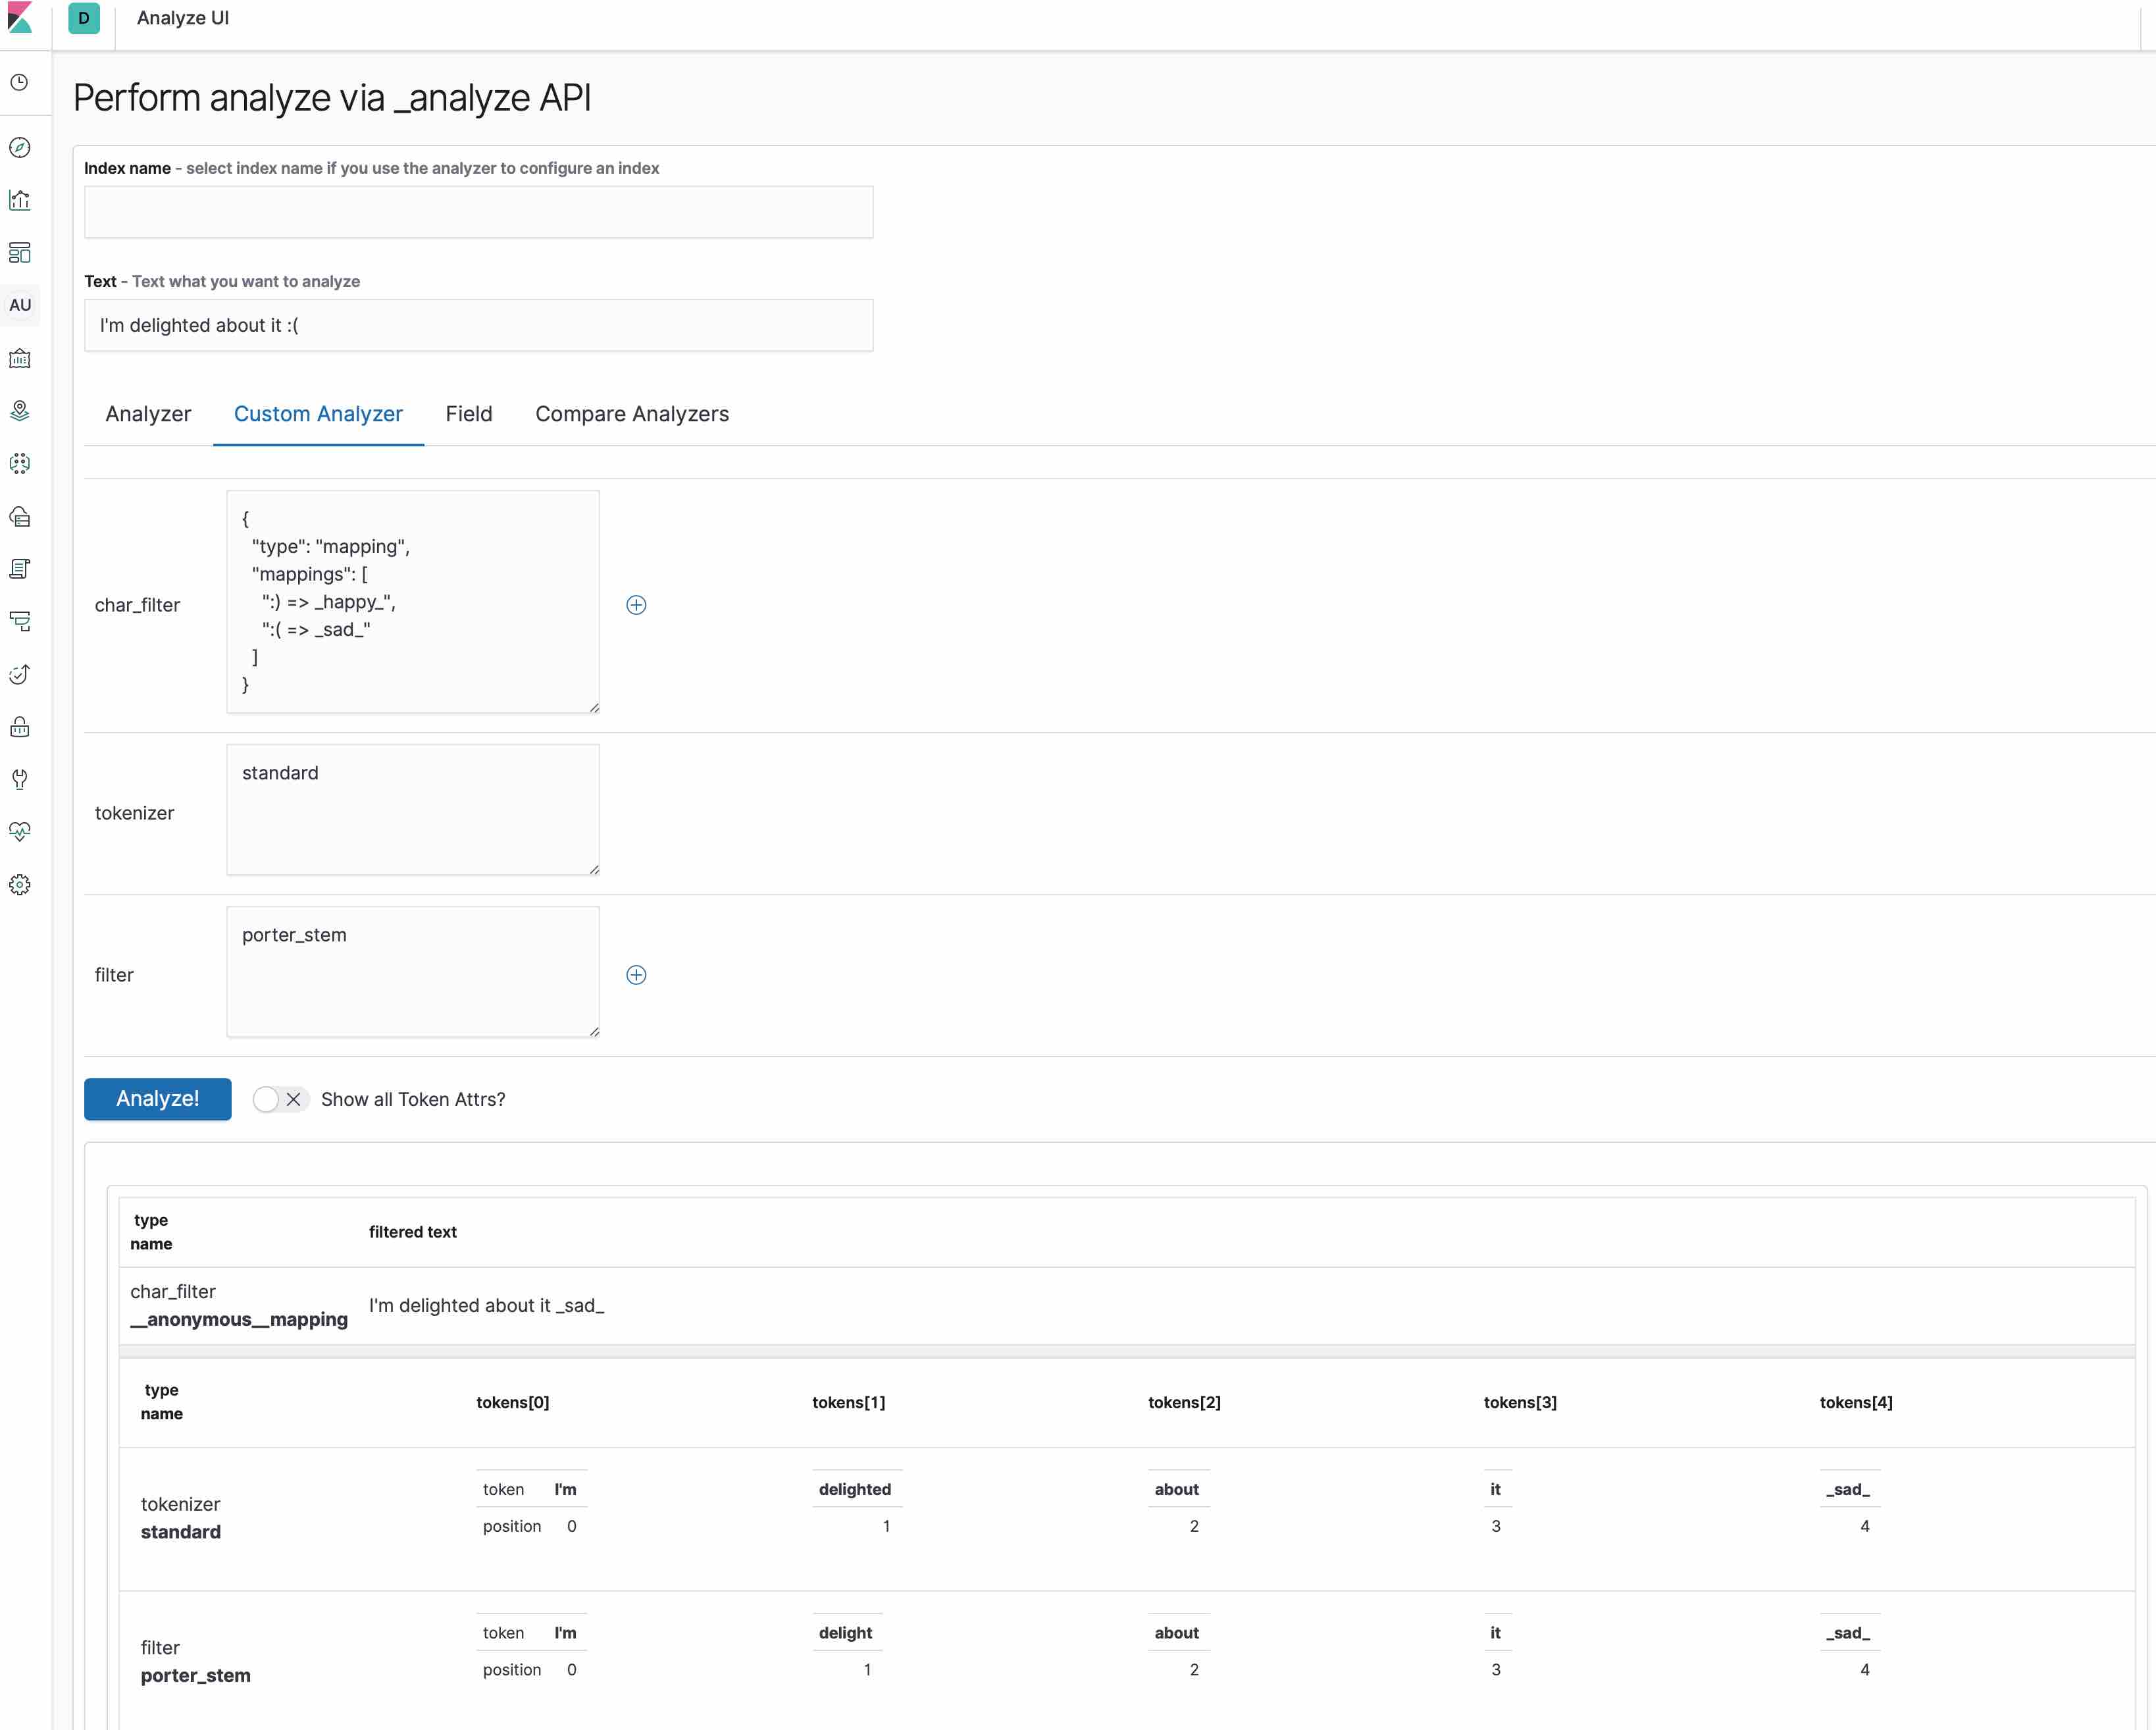 D Analyze UI
Perform analyze via _analyze API
Index name - select index name if you use the analyzer to configure an index
Text - Text what you want to analyze
I'm delighted about it :(
AU
Analyzer Custom Analyzer Field Compare Analyzers
char_filter
{
"type": "mapping",
"mappings": [
":) => _happy_",
":( => _sad_"
]
}
tokenizer
standard
filter
porter_stem
Analyze! Show all Token Attrs?
type
name
filtered text
char_filter
__anonymous__mapping
I'm delighted about it _sad_
type
name
tokens[0] tokens[1] tokens[2] tokens[3] tokens[4]
tokenizer
standard
token I'm delighted about it _sad_
position 0 1 2 3 4
filter
porter_stem
token I'm delight about it _sad_
position 0 1 2 3 4